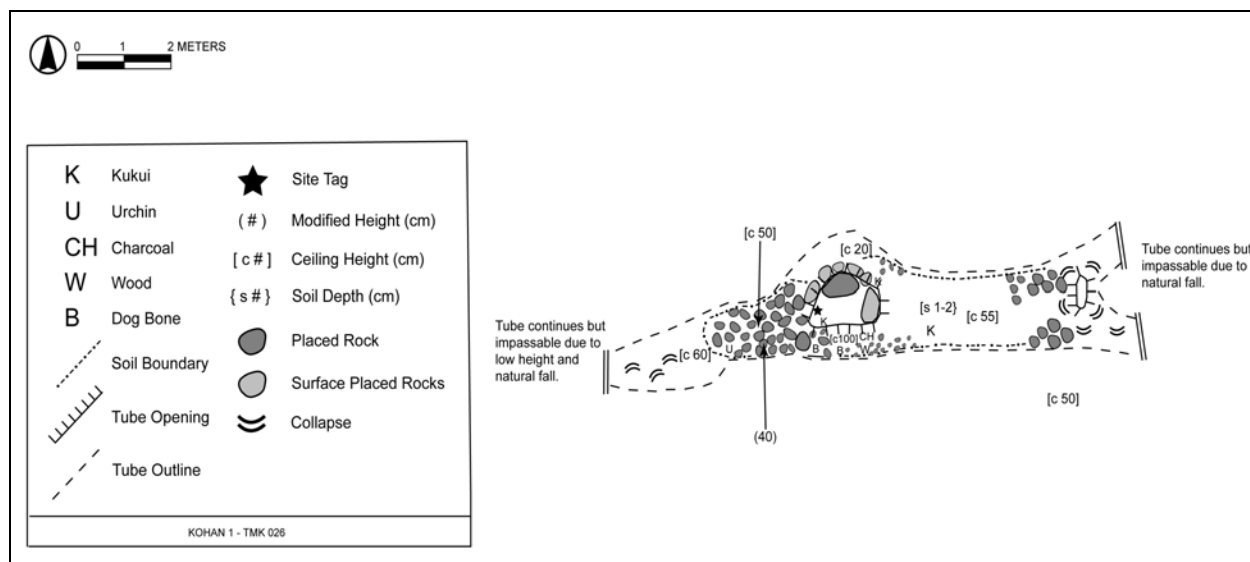 0 1 2 METERS
K Kukui
U Urchin
CH Charcoal
W Wood
B Dog Bone
Soil Boundary
Tube Opening
Tube Outline
Site Tag
(#) Modified Height (cm)
[c#] Ceiling Height (cm)
{s#} Soil Depth (cm)
Placed Rock
Surface Placed Rocks
Collapse
KOHAN 1 - TMK 026
Tube continues but
impassable due to
low height and
natural fall.
[c 50]
[c 20]
K
K
[c 60]
U
B
B
[c100]
CH
W
[s 1-2}
K
[c 55]
(40)
[c 50]
Tube continues but
impassable due to
natural fall.